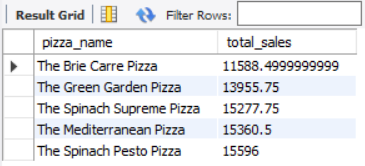 Result Grid Filter Rows:
pizza_name total_sales
The Brie Carre Pizza 11588.4999999999
The Green Garden Pizza 13955.75
The Spinach Supreme Pizza 15277.75
The Mediterranean Pizza 15360.5
The Spinach Pesto Pizza 15596